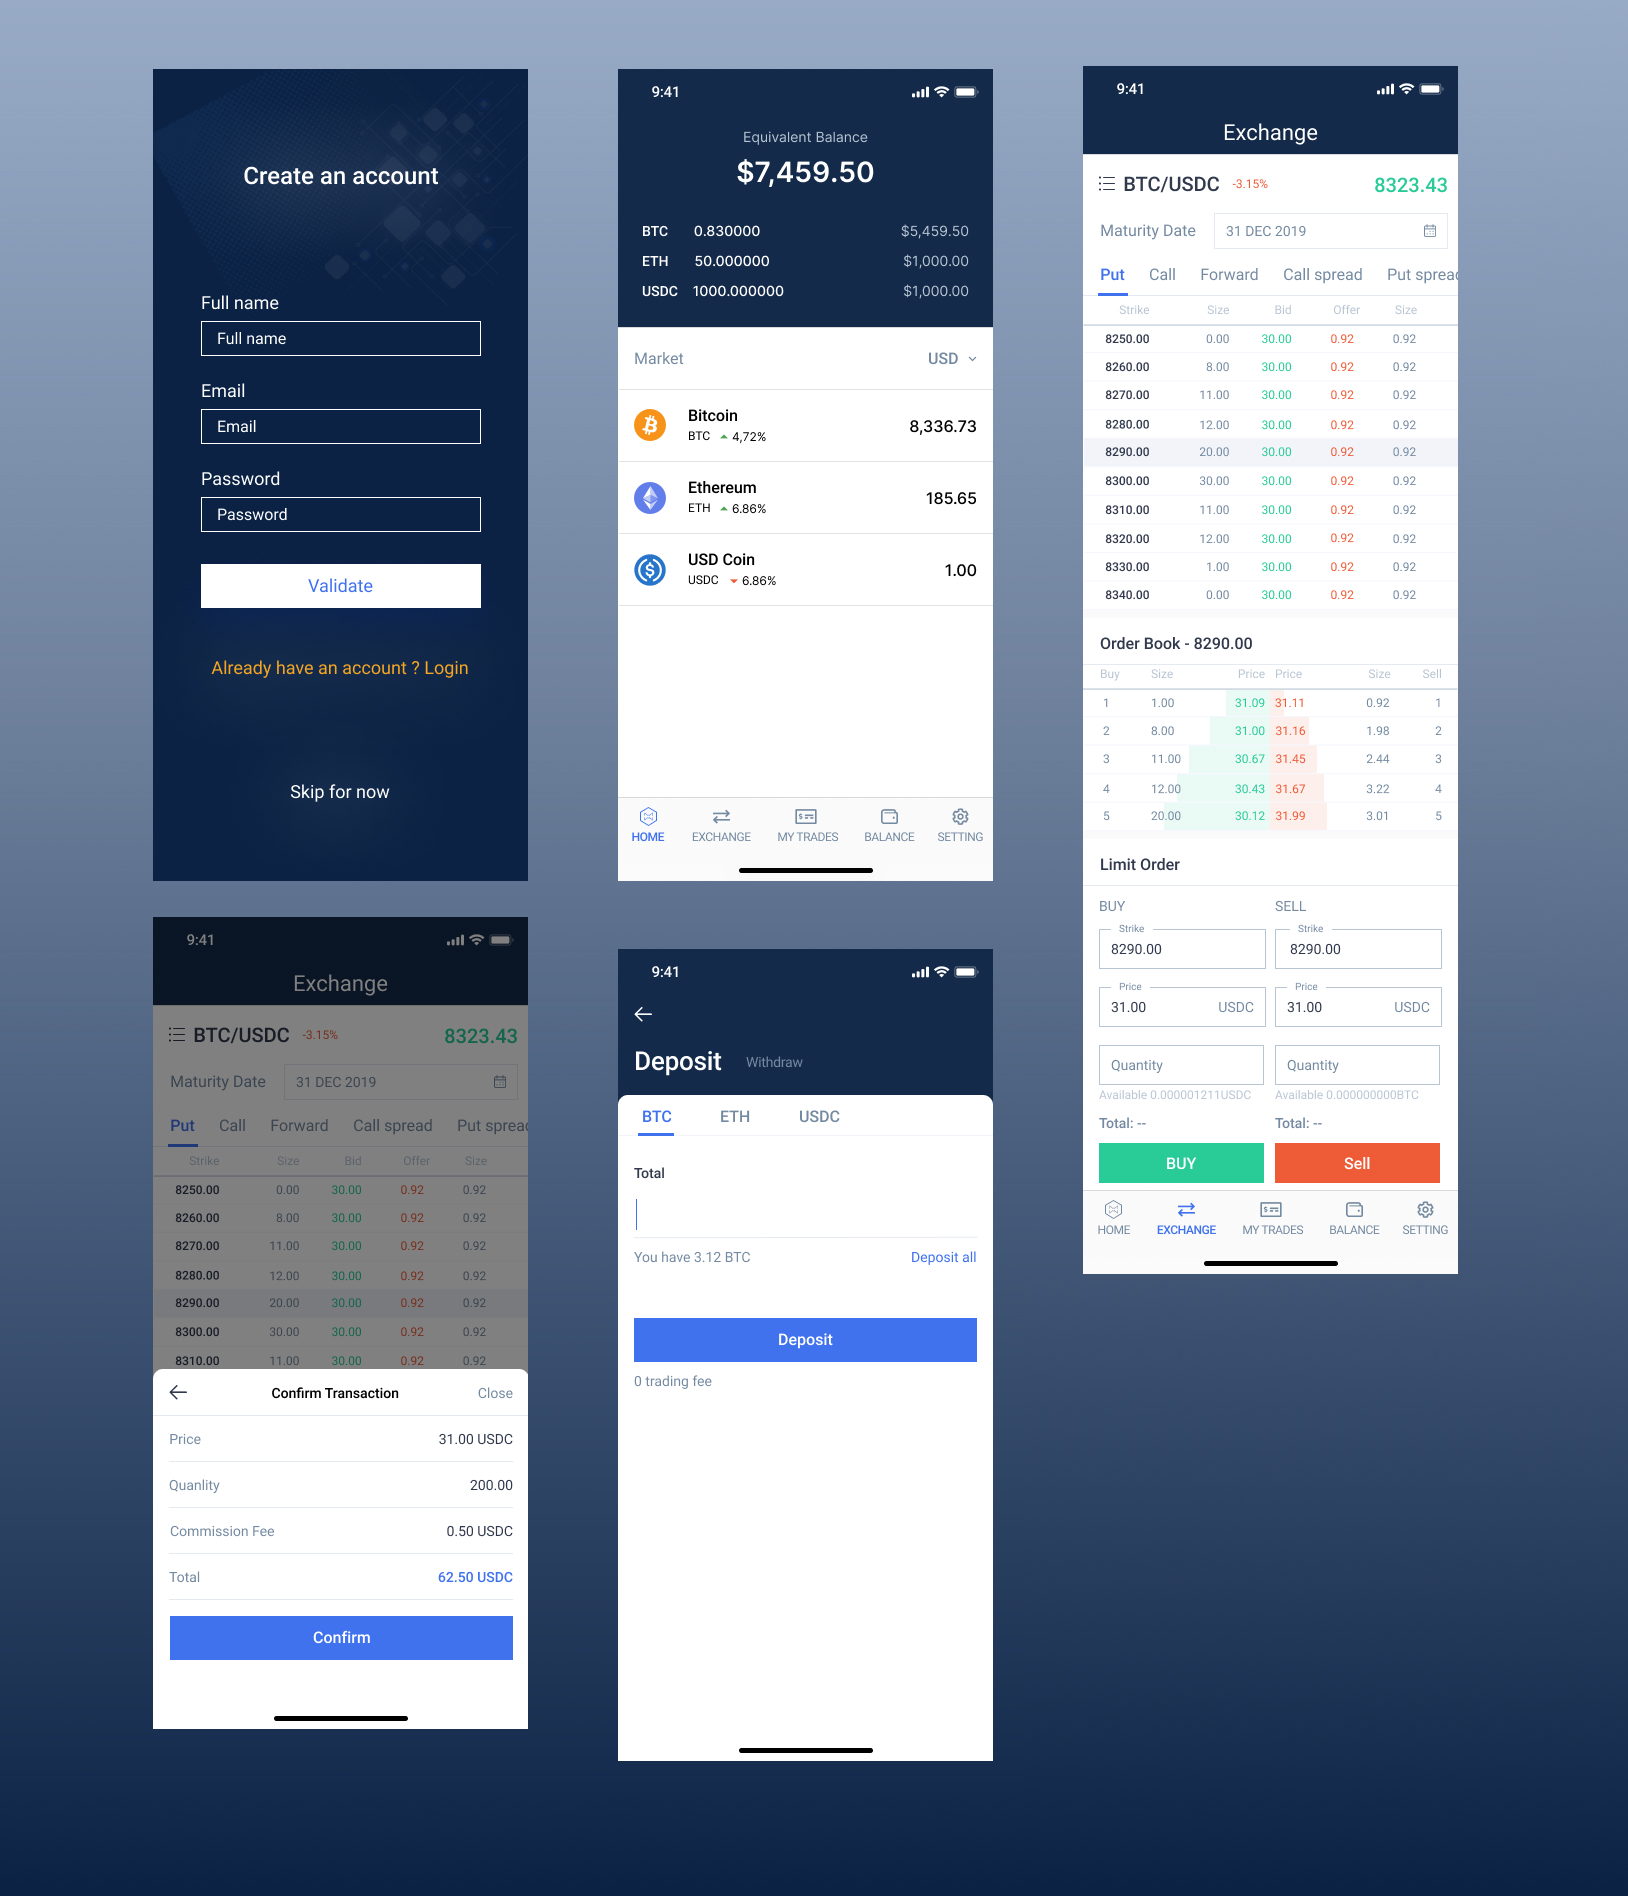 Create an account
Full name
Full name
Email
Email
Password
Password
Validate
Already have an account ? Login
Skip for now
9:41
Equivalent Balance
$7,459.50
BTC 0.830000 $5,459.50
ETH 50.000000 $1,000.00
USDC 1000.000000 $1,000.00
Market USD
Bitcoin
BTC 4,72% 8,336.73
Ethereum
ETH 6.86% 185.65
USD Coin
USDC 6.86% 1.00
HOME EXCHANGE MY TRADES BALANCE SETTING
9:41
Exchange
BTC/USDC -3.15% 8323.43
Maturity Date 31 DEC 2019
Put Call Forward Call spread Put spread
Strike Size Bid Offer Size
8250.00 0.00 30.00 0.92 0.92
8260.00 8.00 30.00 0.92 0.92
8270.00 11.00 30.00 0.92 0.92
8280.00 12.00 30.00 0.92 0.92
8290.00 20.00 30.00 0.92 0.92
8300.00 30.00 30.00 0.92 0.92
8310.00 11.00 30.00 0.92 0.92
8320.00 12.00 30.00 0.92 0.92
8330.00 1.00 30.00 0.92 0.92
8340.00 0.00 30.00 0.92 0.92
Order Book - 8290.00
Buy Size Price Price Size Sell
1 1.00 31.09 31.11 0.92 1
2 8.00 31.00 31.16 1.98 2
3 11.00 30.67 31.45 2.44 3
4 12.00 30.43 31.67 3.22 4
5 20.00 30.12 31.99 3.01 5
Limit Order
BUY SELL
Strike Strike
8290.00 8290.00
Price Price
31.00 USDC 31.00 USDC
Quantity Quantity
Available 0.000001211USDC Available 0.000000000BTC
Total: -- Total: --
BUY Sell
HOME EXCHANGE MY TRADES BALANCE SETTING
9:41
Exchange
BTC/USDC -3.15% 8323.43
Maturity Date 31 DEC 2019
Put Call Forward Call spread Put spread
Strike Size Bid Offer Size
8250.00 0.00 30.00 0.92 0.92
8260.00 8.00 30.00 0.92 0.92
8270.00 11.00 30.00 0.92 0.92
8280.00 12.00 30.00 0.92 0.92
8290.00 20.00 30.00 0.92 0.92
8300.00 30.00 30.00 0.92 0.92
8310.00 11.00 30.00 0.92 0.92
Confirm Transaction Close
Price 31.00 USDC
Quanlity 200.00
Commission Fee 0.50 USDC
Total 62.50 USDC
Confirm
9:41
Deposit Withdraw
BTC ETH USDC
Total
You have 3.12 BTC Deposit all
Deposit
0 trading fee